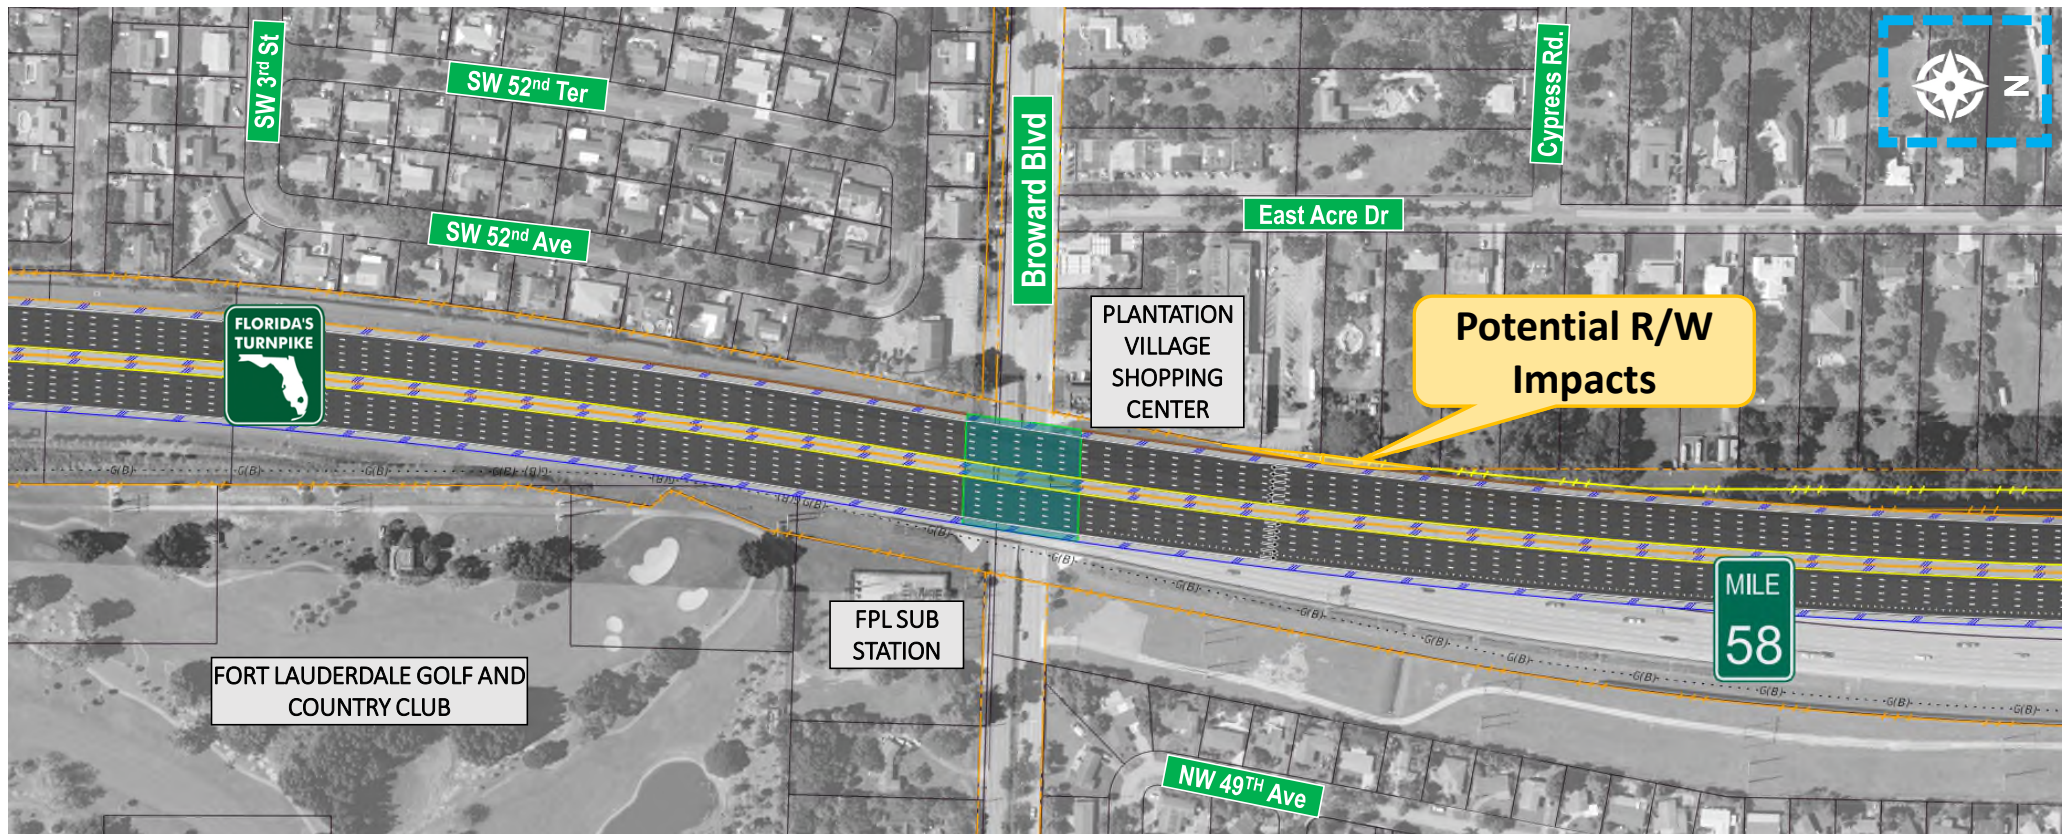 SW 3rd St
SW 52nd Ter
SW 52nd Ave
Broward Blvd
Cypress Rd.
East Acre Dr
N
FLORIDA'S
TURNPIKE
PLANTATION
VILLAGE
SHOPPING
CENTER
Potential R/W
Impacts
G(B)
G(B)
G(B)
G(B)
(B)
(B)
(B)
G(B)
G(B)
G(B)
G(B)
G(B)
G(B)
G(B)
G(B)
G(B)
G(B)
G(B)
FPL SUB
STATION
MILE
58
FORT LAUDERDALE GOLF AND
COUNTRY CLUB
NW 49TH Ave